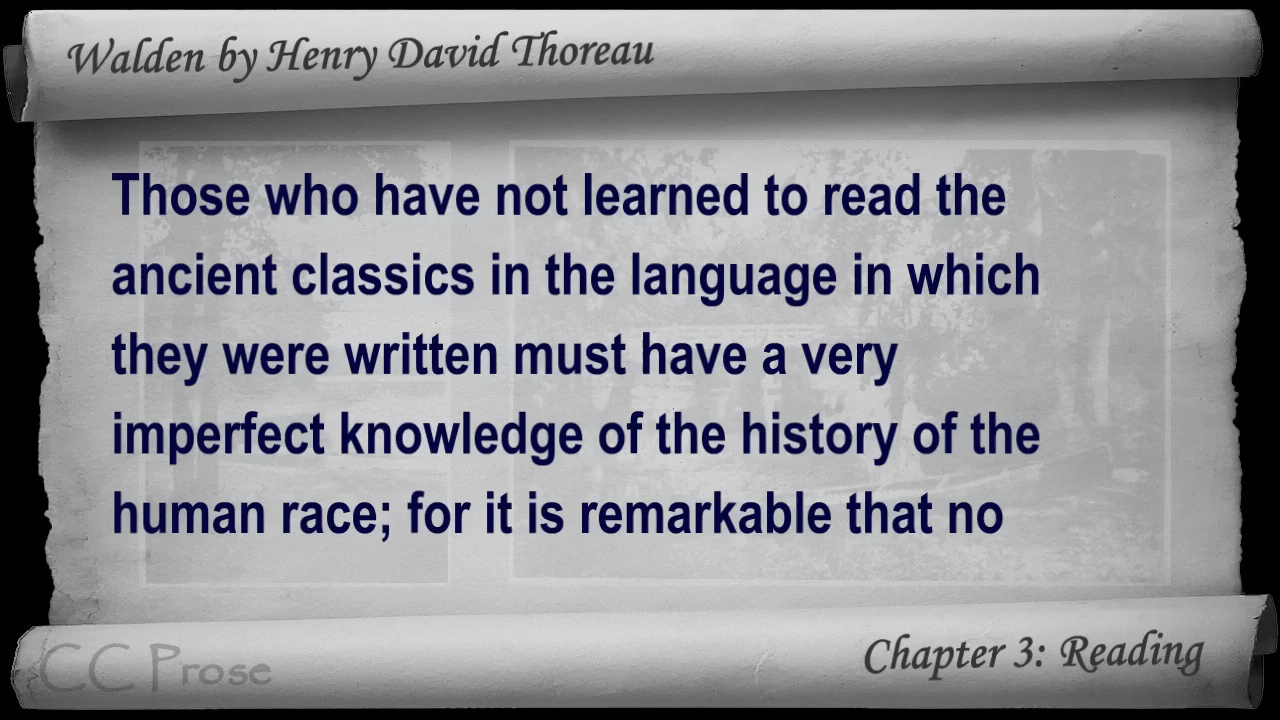 Walden by Henry David Thoreau
Those who have not learned to read the
ancient classics in the language in which
they were written must have a very
imperfect knowledge of the history of the
human race; for it is remarkable that no
CC Prose
Chapter 3: Reading